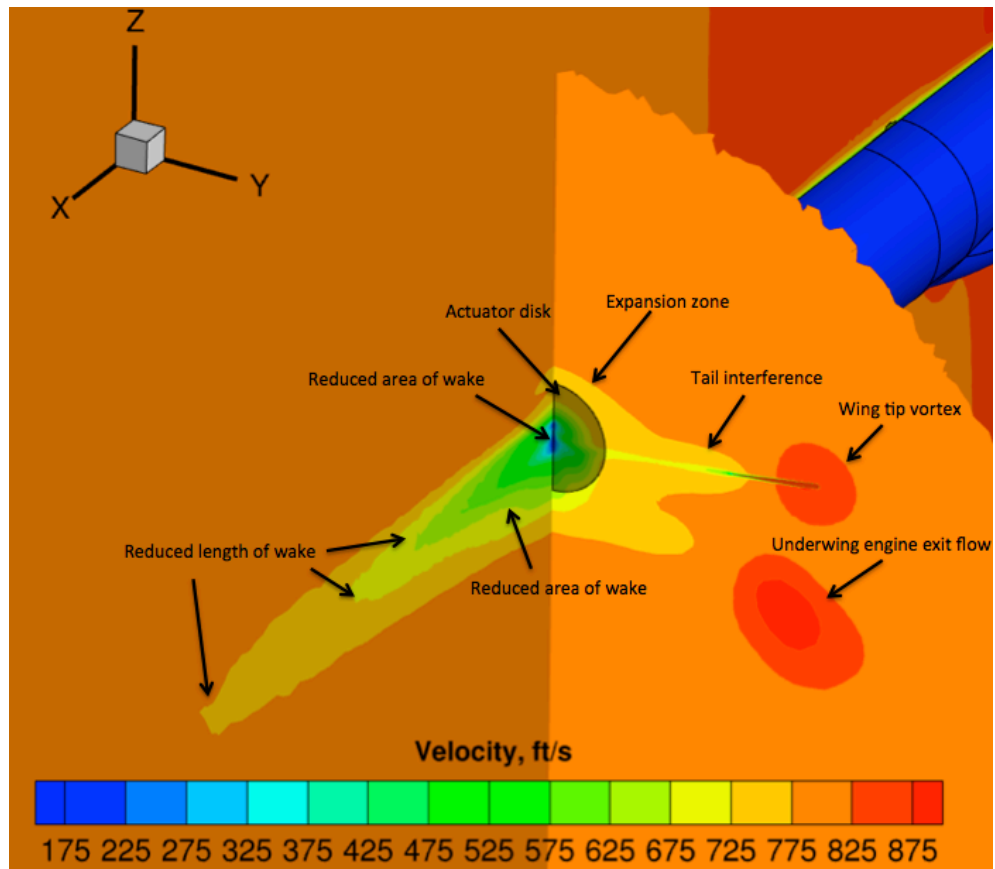 Z
X
Y
Actuator disk
Expansion zone
Reduced area of wake
Tail interference
Wing tip vortex
Underwing engine exit flow
Reduced length of wake
Reduced area of wake
Velocity, ft/s
175 225 275 325 375 425 475 525 575 625 675 725 775 825 875